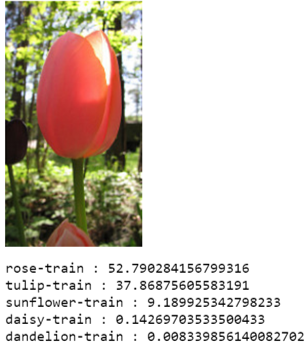 rose-train : 52.790284156799316
tulip-train : 37.86875605583191
sunflower-train : 9.189925342798233
daisy-train : 0.14269703535500433
dandelion-train : 0.008339856140082702